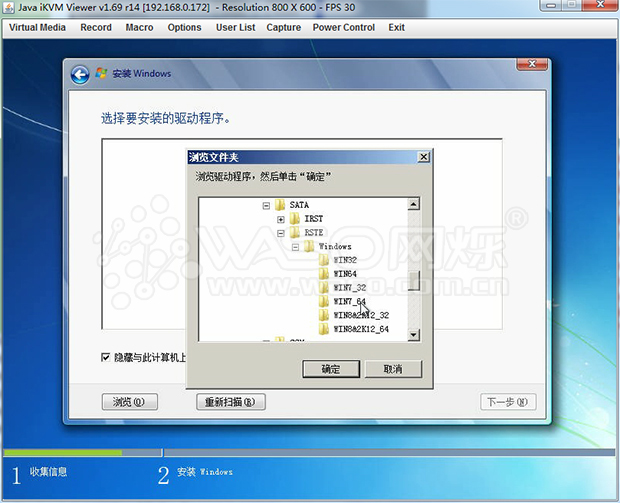 Java iKVM Viewer v1.69 r14 [192.168.0.172] - Resolution 800 X 600 - FPS 30
Virtual Media Record Macro Options User List Capture Power Control Exit
安装 Windows
选择要安装的驱动程序。
浏览文件夹
浏览驱动程序，然后单击“确定”
SATA
IRST
RSTE
Windows
WIN32
WIN64
WIN7_32
WIN7_64
WIN8&2K12_32
WIN8&2K12_64
WASO网烁®
www.waso.com.cn
隐藏与此计算机上
确定 取消
浏览(O) 重新扫描(R) 下一步(N)
1 收集信息 2 安装 Windows